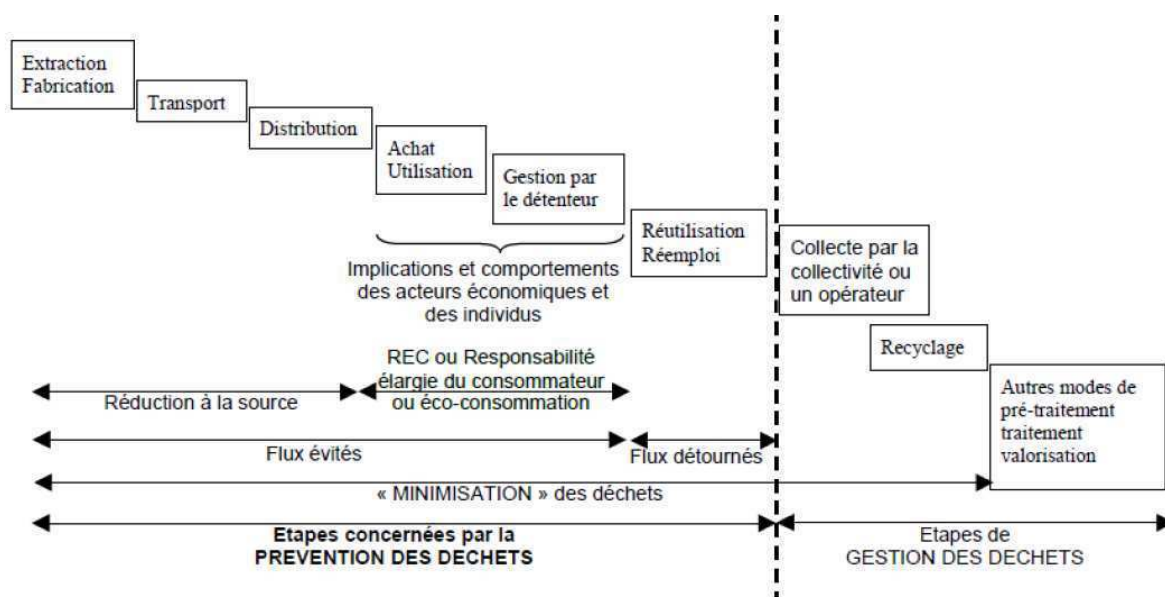 Extraction
Fabrication
Transport
Distribution
Achat
Utilisation
Gestion par
le détenteur
Réutilisation
Réemploi
Collecte par la
collectivité ou
un opérateur
Recyclage
Autres modes de
pré-traitement
traitement
valorisation
Implications et comportements
des acteurs économiques et
des individus
REC ou Responsabilité
élargie du consommateur
ou éco-consommation
Réduction à la source
Flux évités
Flux détournés
« MINIMISATION » des déchets
Etapes concernées par la
PREVENTION DES DECHETS
Etapes de
GESTION DES DECHETS